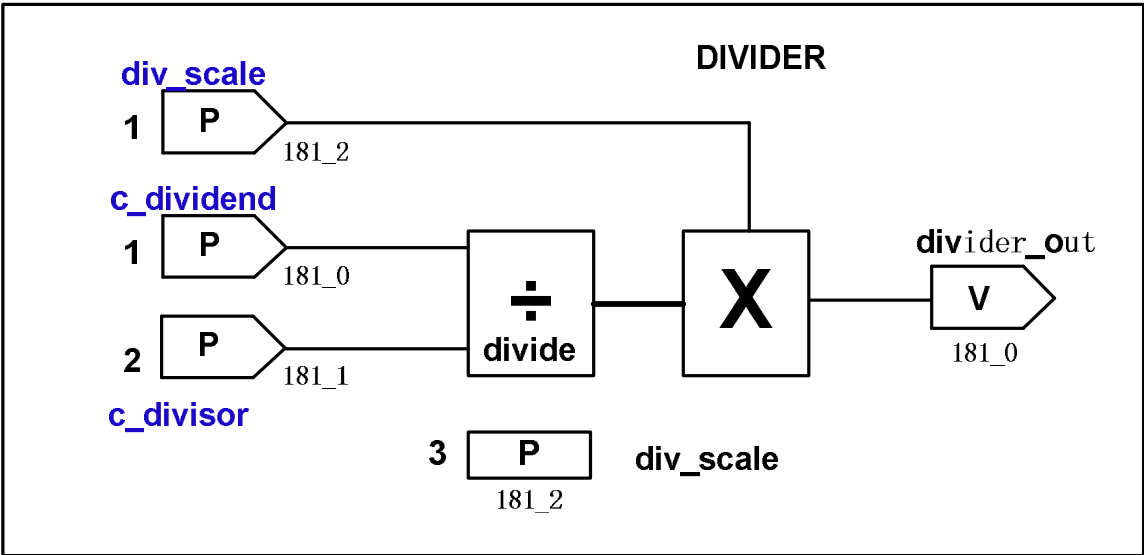 DIVIDER
div_scale
1 P
181_2
c_dividend
1 P
181_0
2 P
181_1
c_divisor
÷
divide
X
divider_out
V
181_0
3 P div_scale
181_2